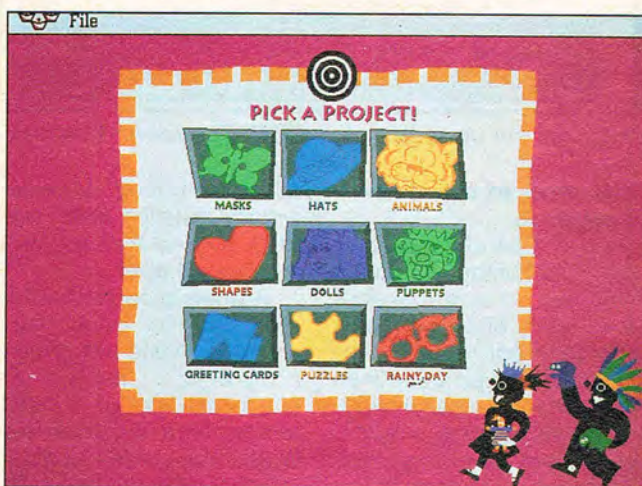 File
PICK A PROJECT!
MASKS HATS ANIMALS
SHAPES DOLLS PUPPETS
GREETING CARDS PUZZLES RAINY DAY